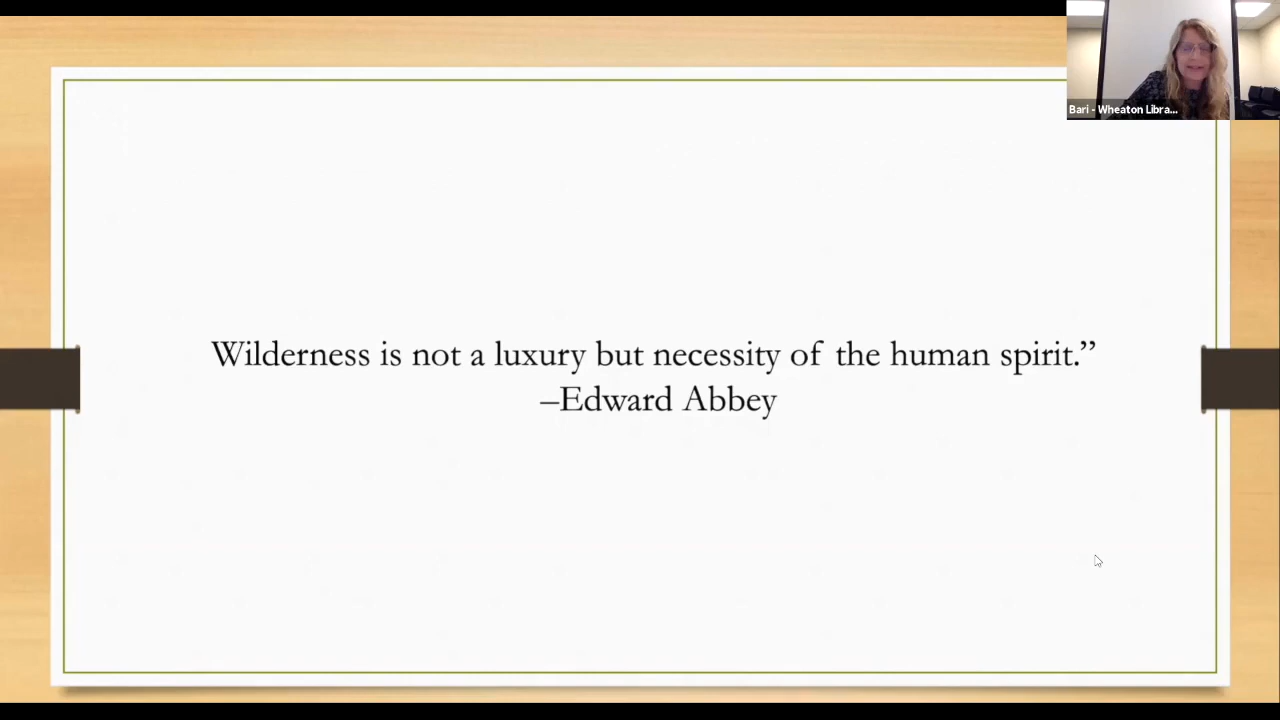 Bari - Wheaton Libra...
Wilderness is not a luxury but necessity of the human spirit.”
–Edward Abbey